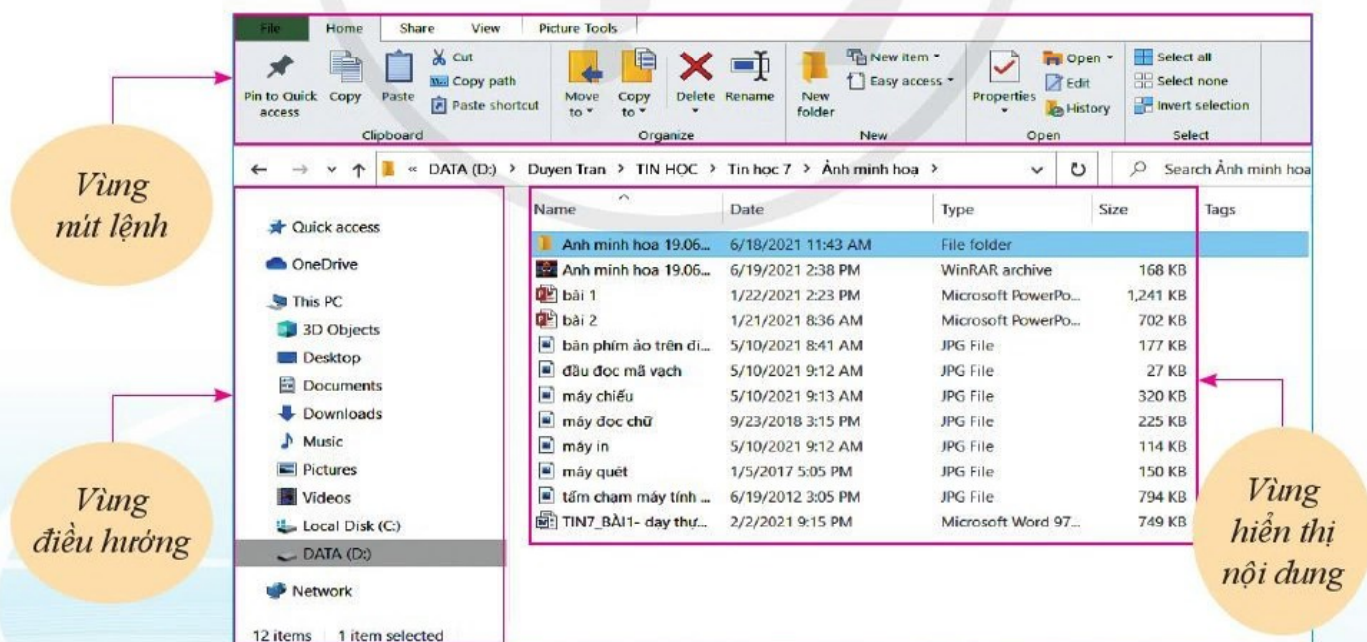 File Home Share View Picture Tools
Pin to Quick access
Copy
Paste
Cut
Copy path
Paste shortcut
Clipboard
Move to
Copy to
Delete
Rename
Organize
New folder
New item
Easy access
New
Properties
Open
Edit
History
Open
Select all
Select none
Invert selection
Select
« DATA (D:) > Duyen Tran > TIN HỌC > Tin học 7 > Ảnh minh hoạ >
Search Ảnh minh hoa
Vùng
nút lệnh
Quick access
OneDrive
This PC
3D Objects
Desktop
Documents
Downloads
Music
Pictures
Videos
Local Disk (C:)
DATA (D:)
Network
12 items 1 item selected
Vùng
điều hướng
Name Date Type Size Tags
Anh minh hoa 19.06... 6/18/2021 11:43 AM File folder
Anh minh hoa 19.06... 6/19/2021 2:38 PM WinRAR archive 168 KB
bài 1 1/22/2021 2:23 PM Microsoft PowerPo... 1,241 KB
bài 2 1/21/2021 8:36 AM Microsoft PowerPo... 702 KB
bàn phím ảo trên đi... 5/10/2021 8:41 AM JPG File 177 KB
đầu đọc mã vạch 5/10/2021 9:12 AM JPG File 27 KB
máy chiếu 5/10/2021 9:13 AM JPG File 320 KB
máy đọc chữ 9/23/2018 3:15 PM JPG File 225 KB
máy in 5/10/2021 9:12 AM JPG File 114 KB
máy quét 1/5/2017 5:05 PM JPG File 150 KB
tấm chạm máy tính ... 6/19/2012 3:05 PM JPG File 794 KB
TIN7_BÀI1- dạy thự... 2/2/2021 9:15 PM Microsoft Word 97... 749 KB
Vùng
hiển thị
nội dung